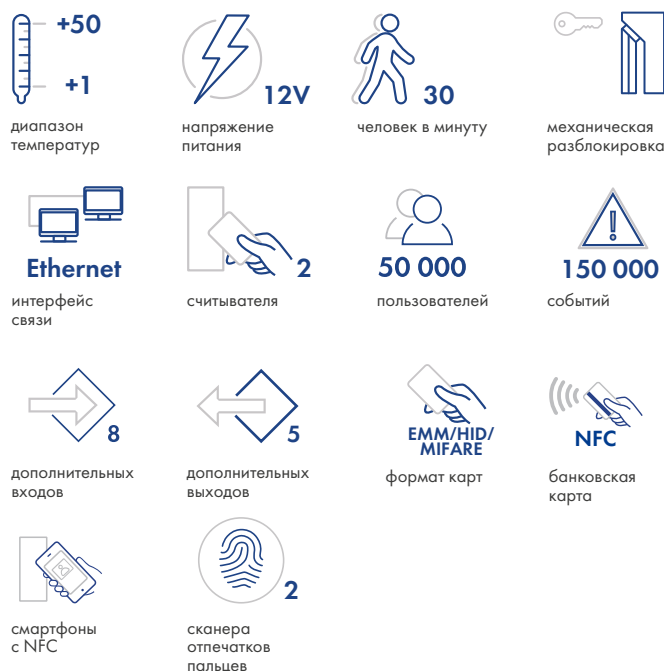 +50
+1
диапазон
температур
12V
напряжение
питания
30
человек в минуту
механическая
разблокировка
Ethernet
интерфейс
связи
2
считывателя
50 000
пользователей
150 000
событий
8
дополнительных
входов
5
дополнительных
выходов
EMM/HID/
MIFARE
формат карт
NFC
банковская
карта
смартфоны
с NFC
2
сканера
отпечатков
пальцев